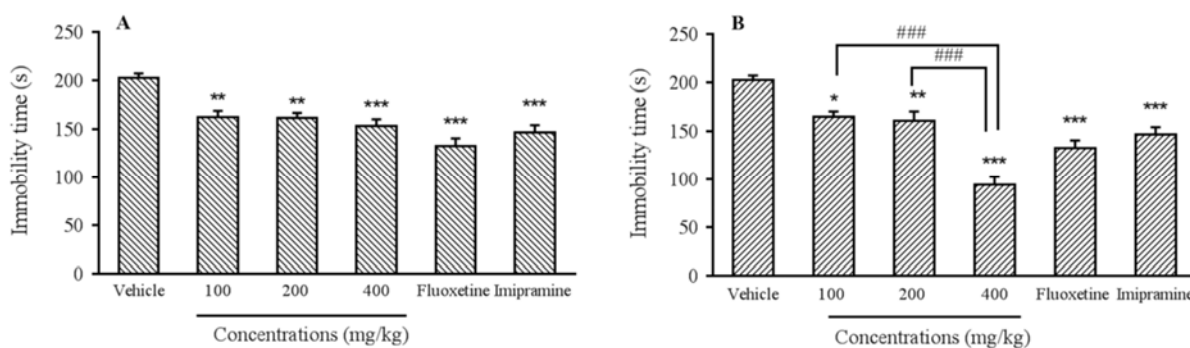 A
Immobility time (s)
250
200
150
100
50
0
** ** *** *** ***
Vehicle 100 200 400 Fluoxetine Imipramine
Concentrations (mg/kg)
B
Immobility time (s)
250
200
150
100
50
0
###
###
* ** *** *** ***
Vehicle 100 200 400 Fluoxetine Imipramine
Concentrations (mg/kg)